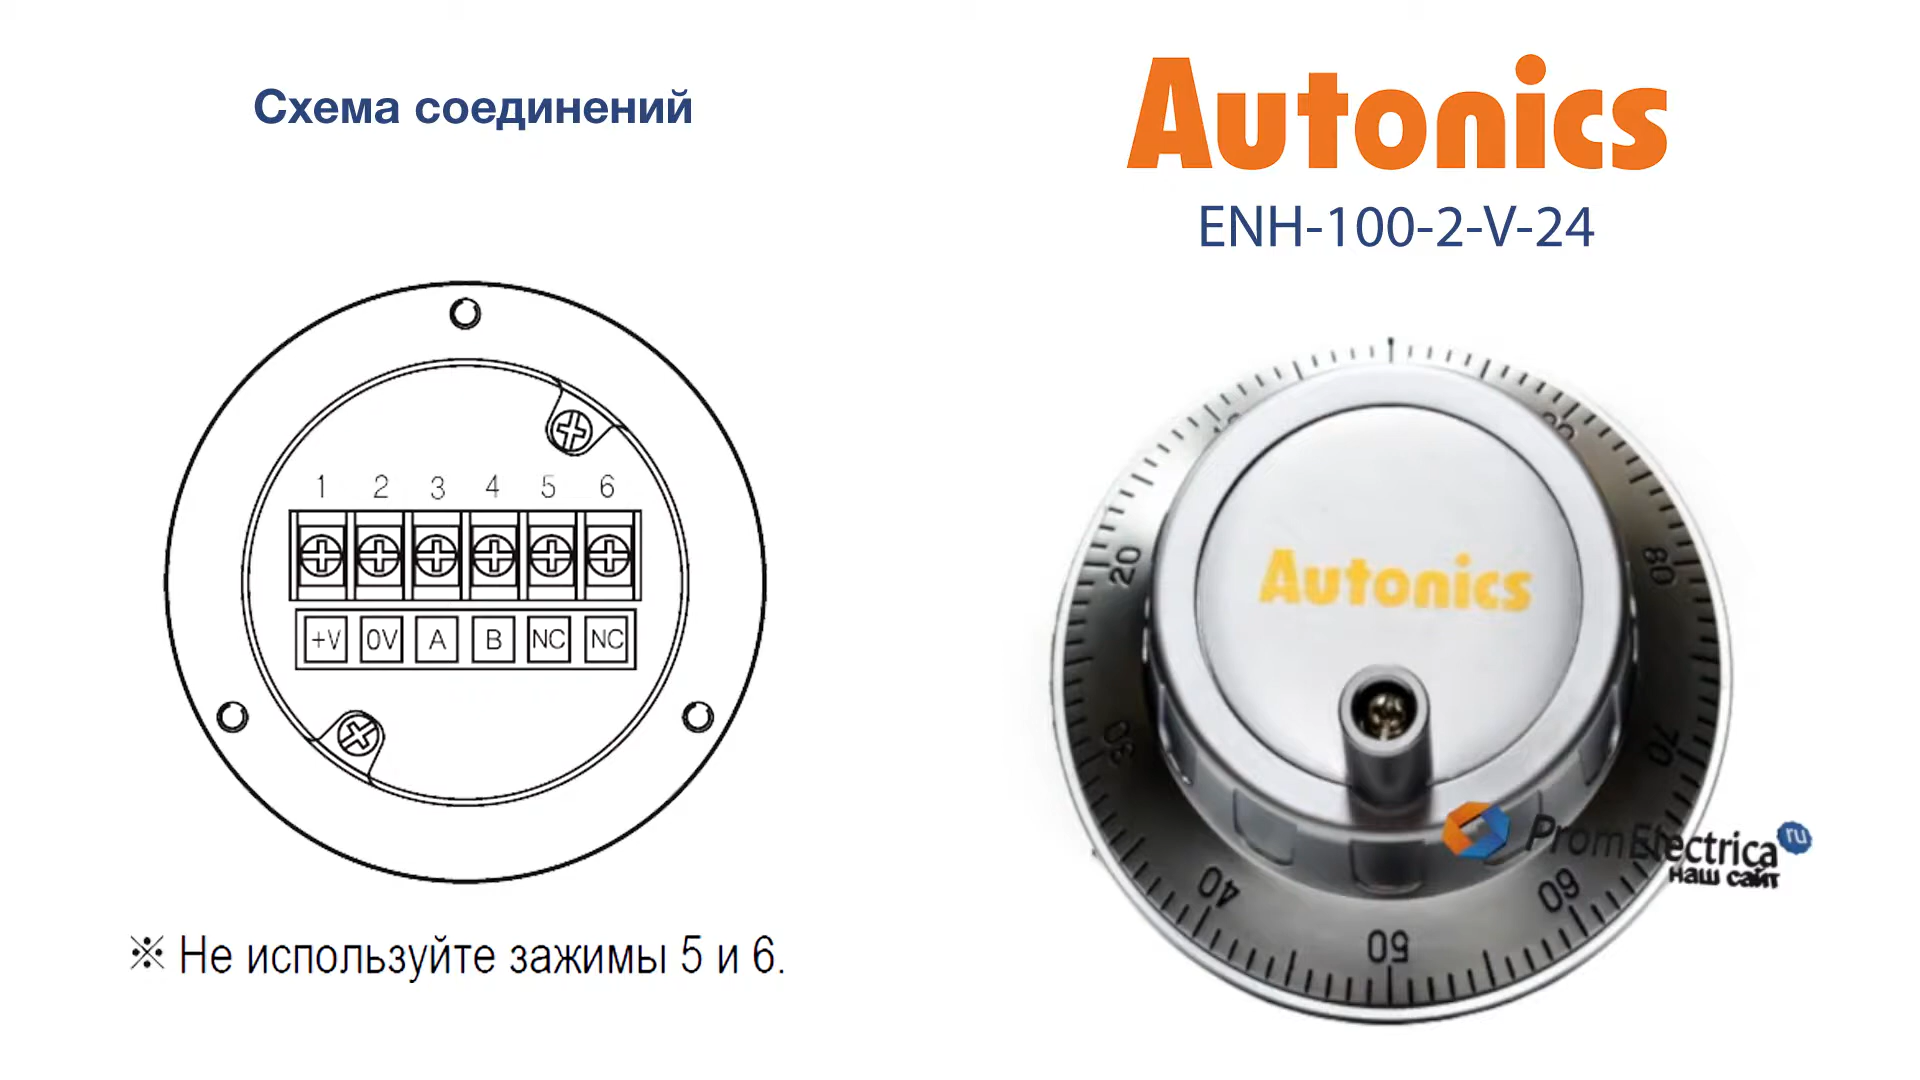 Схема соединений
1 2 3 4 5 6
+V 0V A B NC NC
※ Не используйте зажимы 5 и 6.
Autonics
ENH-100-2-V-24
Autonics
20
30
40
50
60
70
80
PromElectrica ru
наш сайт